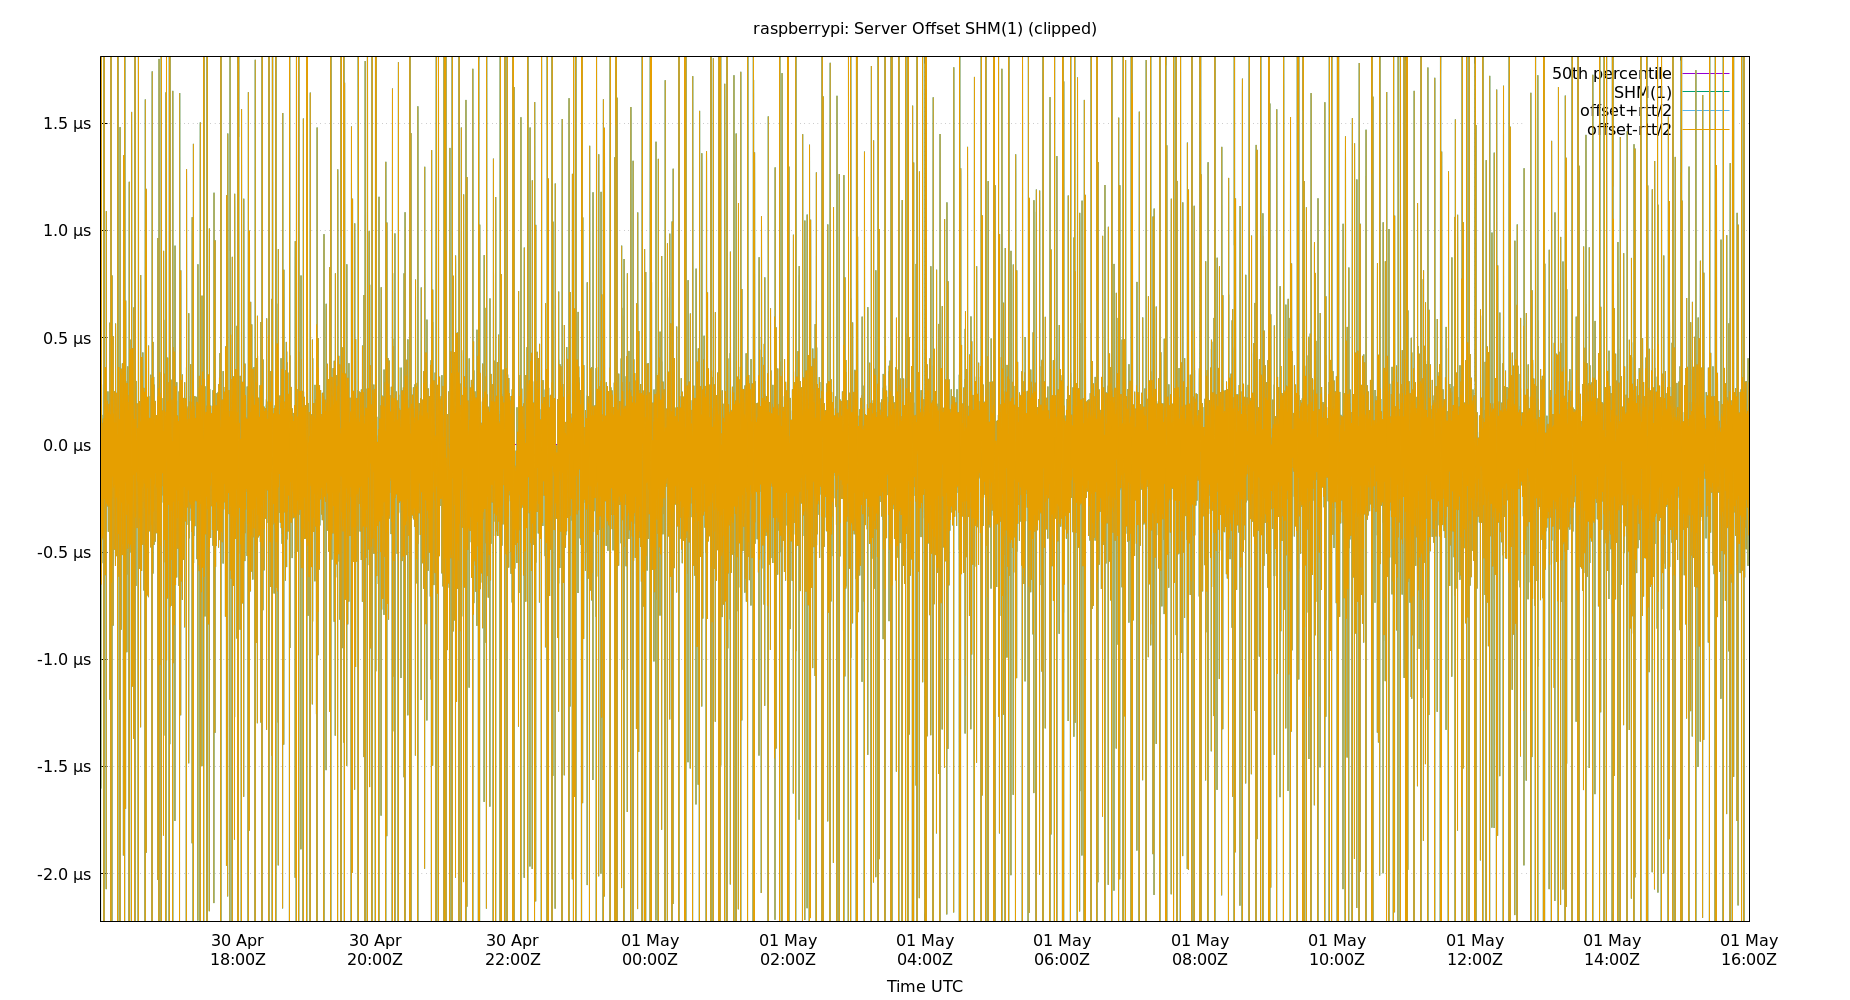 raspberrypi: Server Offset SHM(1) (clipped)
50th percentile
SHM(1)
offset+rtt/2
offset-rtt/2
1.5 µs
1.0 µs
0.5 µs
0.0 µs
-0.5 µs
-1.0 µs
-1.5 µs
-2.0 µs
30 Apr 30 Apr 30 Apr 01 May 01 May 01 May 01 May 01 May 01 May 01 May 01 May 01 May
18:00Z 20:00Z 22:00Z 00:00Z 02:00Z 04:00Z 06:00Z 08:00Z 10:00Z 12:00Z 14:00Z 16:00Z
Time UTC